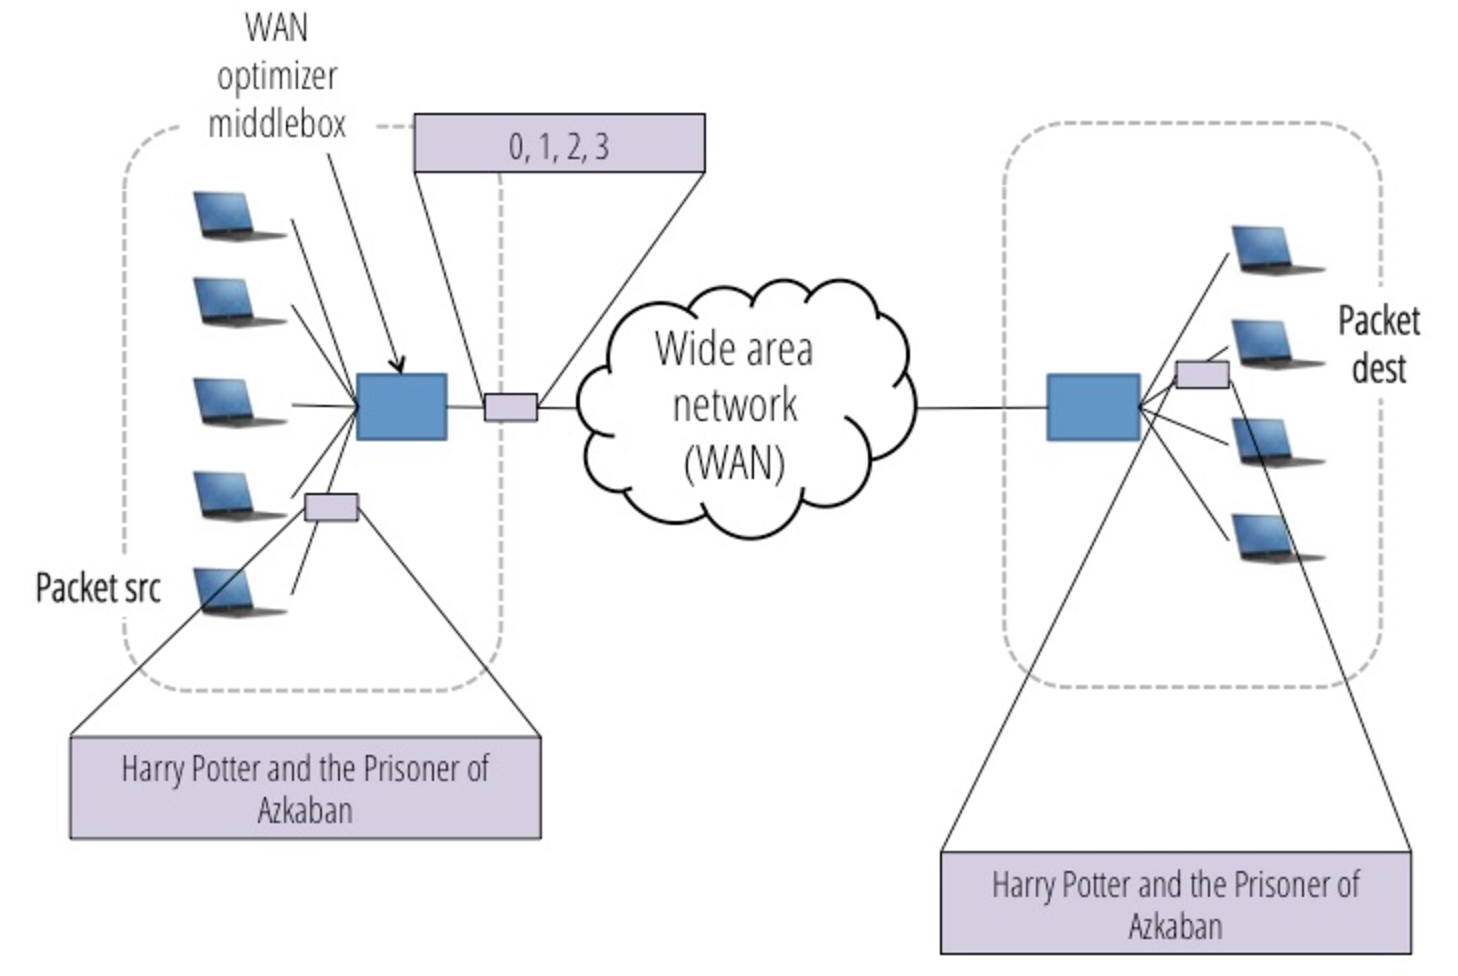 WAN
optimizer
middlebox
0, 1, 2, 3
Wide area
network
(WAN)
Packet
dest
Packet src
Harry Potter and the Prisoner of
Azkaban
Harry Potter and the Prisoner of
Azkaban